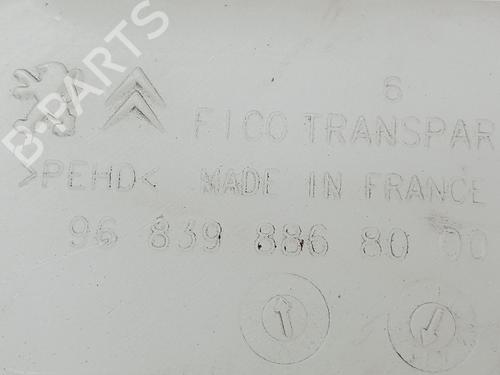 6
FICO TRANSPAR
>PEHD< MADE IN FRANCE
96 839 886 80 00
B-PARTS